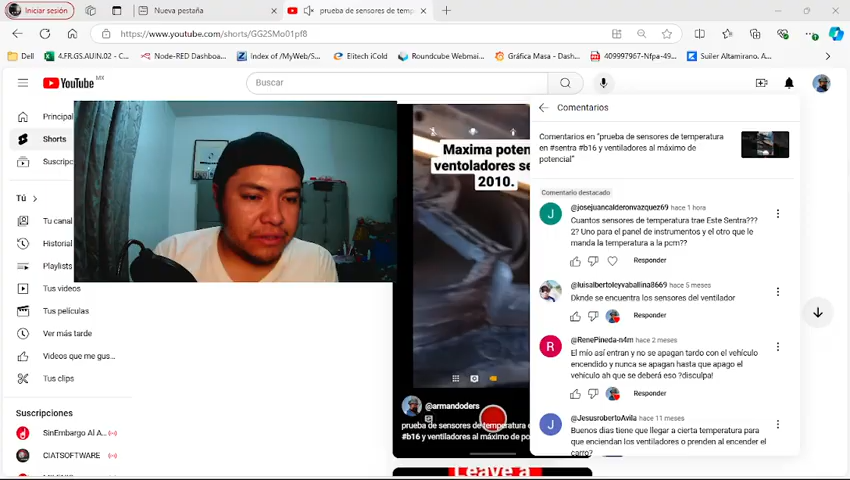 Iniciar sesión
Nueva pestaña
prueba de sensores de temp
https://www.youtube.com/shorts/GG2SMo01pf8
Dell
4.FR.GS.AUIN.02 - C...
Node-RED Dashboa...
Index of /MyWeb/S...
Elitech iCold
Roundcube Webmai...
Gráfica Masa - Dash...
409997967-Nfpa-49...
Suiler Altamirano. A...
YouTube MX
Buscar
Principal
Shorts
Suscripc
Tú
Tu canal
Historial
Playlists
Tus videos
Tus películas
Ver más tarde
Videos que me gus...
Tus clips
Suscripciones
SinEmbargo Al A...
CIATSOFTWARE
Maxima poten
ventoladores se
2010.
@armandoders
prueba de sensores de temperatura e
#b16 y ventiladores al máximo de po
Leave a
Comentarios
Comentarios en "prueba de sensores de temperatura
en #sentra #b16 y ventiladores al máximo de
potencial"
Comentario destacado
@josejuancalderonvazquez69 hace 1 hora
Cuantos sensores de temperatura trae Este Sentra???
2? Uno para el panel de instrumentos y el otro que le
manda la temperatura a la pcm??
Responder
@luisalbertoleyvaballina8669 hace 5 meses
Dknde se encuentra los sensores del ventilador
Responder
@RenePineda-n4m hace 2 meses
El mío así entran y no se apagan tardo con el vehículo
encendido y nunca se apagan hasta que apago el
vehículo ah que se deberá eso ?disculpa!
Responder
@JesusrobertoAvila hace 11 meses
Buenos dias tiene que llegar a cierta temperatura para
que enciendan los ventiladores o prenden al encender el
carro?